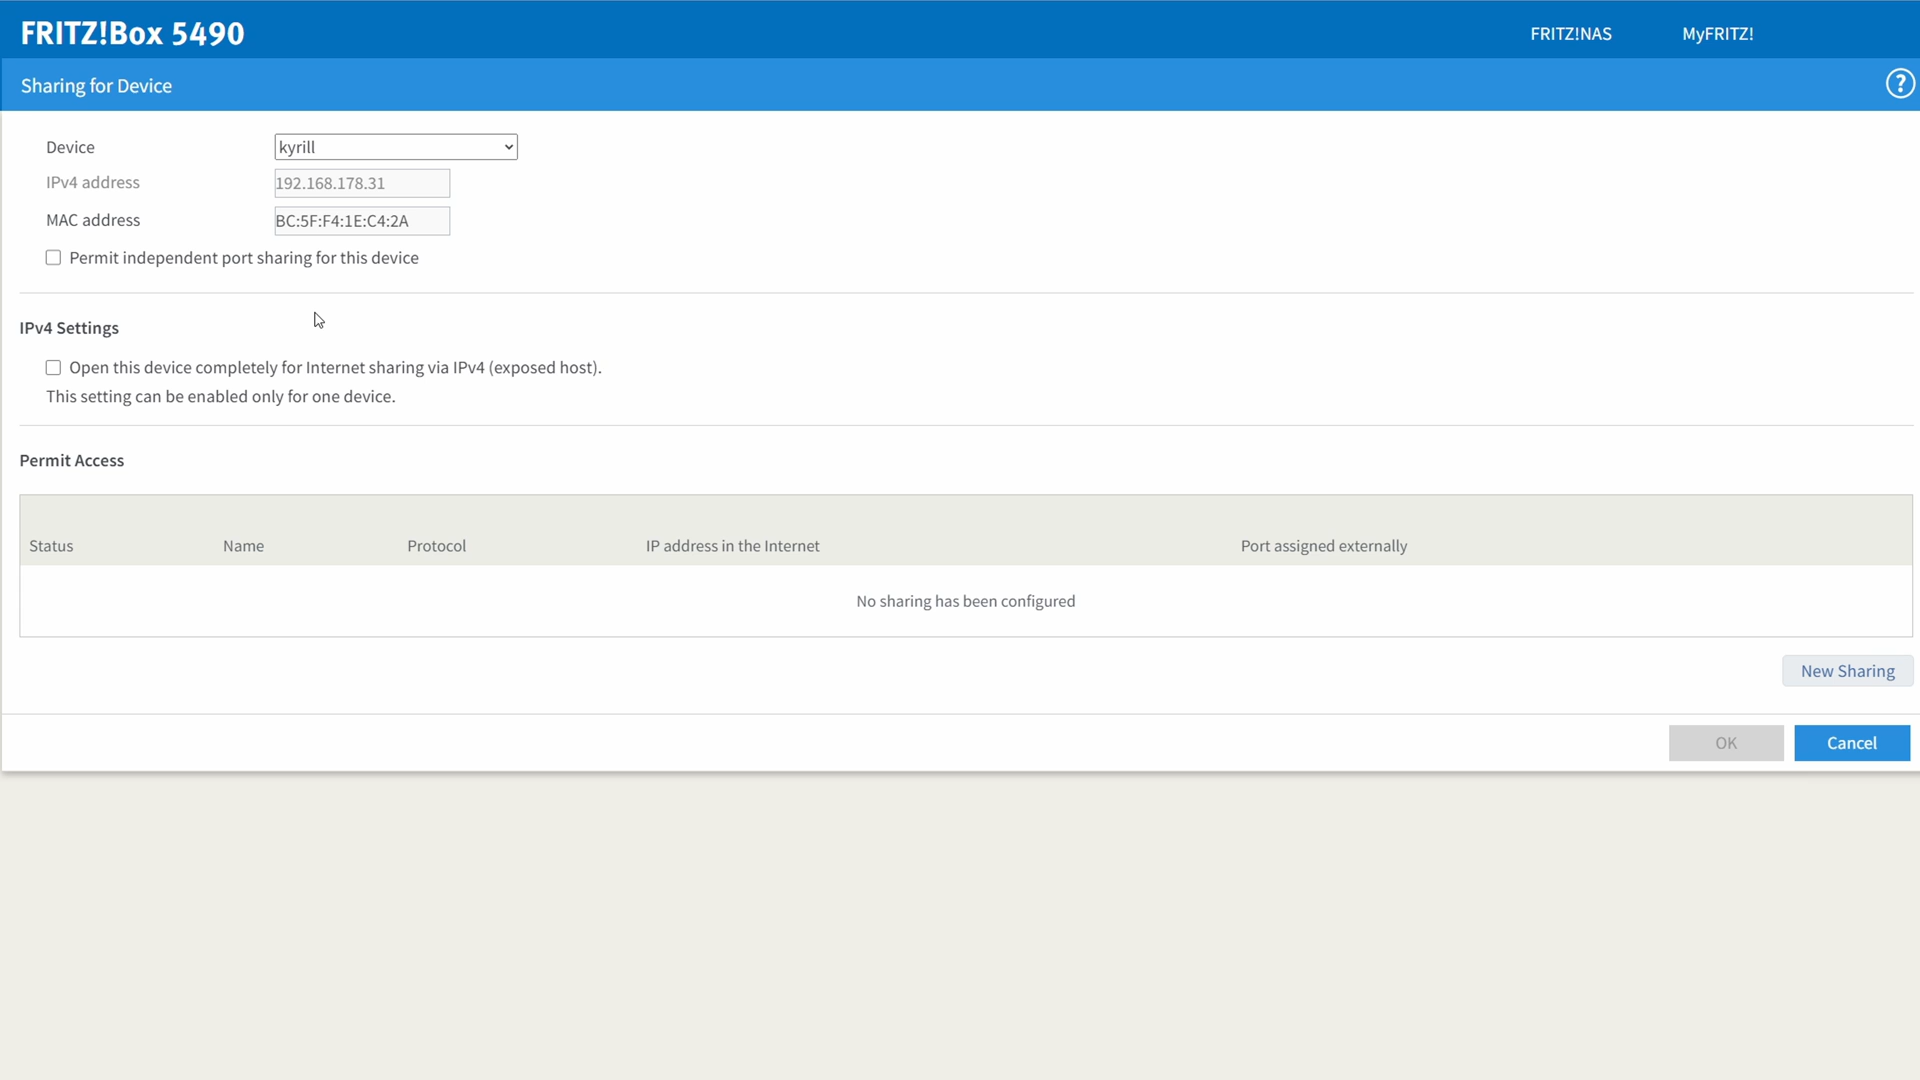 FRITZ!Box 5490
FRITZ!NAS MyFRITZ!
Sharing for Device
?
Device kyrill
IPv4 address 192.168.178.31
MAC address BC:5F:F4:1E:C4:2A
Permit independent port sharing for this device
IPv4 Settings
Open this device completely for Internet sharing via IPv4 (exposed host).
This setting can be enabled only for one device.
Permit Access
Status Name Protocol IP address in the Internet Port assigned externally
No sharing has been configured
New Sharing
OK Cancel